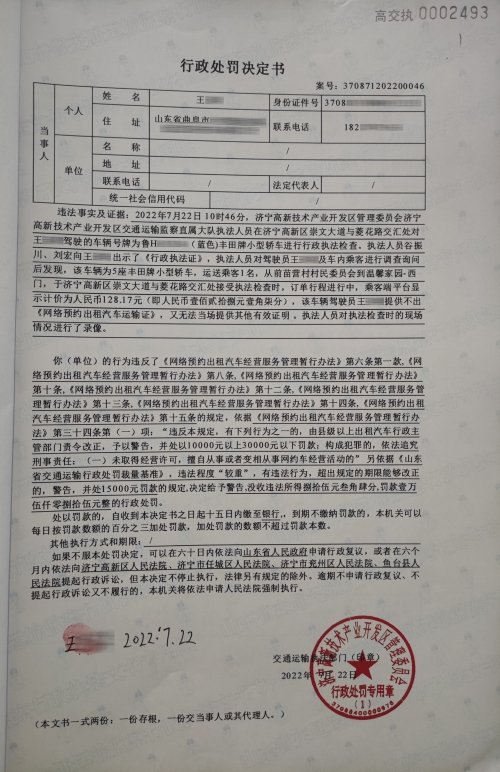 高交执 0002493
1
行政处罚决定书
案号:370871202200046
当事人
个人
姓 名
王
身份证件号
3708
住 址
山东省曲阜市
联系电话
182
单位
名 称
/
地 址
/
联系电话
/
法定代表人
/
统一社会信用代码
/
违法事实及证据: 2022年7月22日10时46分, 济宁高新技术产业开发区管理委员会济宁
高新技术产业开发区交通运输监察直属大队执法人员在济宁高新区崇文大道与菱花路交汇处对
王 驾驶的车辆号牌为鲁H (蓝色)丰田牌小型轿车进行行政执法检查。执法人员谷振
川、刘宏向王 出示了《行政执法证》, 执法人员对驾驶员王 及车内乘客进行调查询问
后发现, 该车辆为5座丰田牌小型轿车, 运送乘客1名, 从前苗营村村民委员会到温馨家园-西
门, 于济宁高新区崇文大道与菱花路交汇处接受执法检查时, 订单行程进行中, 乘客端平台显
示计价为人民币128.17元(即人民币壹佰贰拾捌元壹角柒分), 该车驾驶员王 提供不出
《网络预约出租汽车运输证》, 又无法当场提供其他有效证明。执法人员对执法检查时的现场
情况进行了录像。
你(单位)的行为违反了《网络预约出租汽车经营服务管理暂行办法》第六条第一款,《网
络预约出租汽车经营服务管理暂行办法》第八条,《网络预约出租汽车经营服务管理暂行办法》
第十条,《网络预约出租汽车经营服务管理暂行办法》第十二条,《网络预约出租汽车经营服务
管理暂行办法》第十三条,《网络预约出租汽车经营服务管理暂行办法》第十四条,《网络预约出租
汽车经营服务管理暂行办法》第十五条的规定, 依据《网络预约出租汽车经营服务管理暂行办
法》第三十四条第(一)项: “违反本规定, 有下列行为之一的, 由县级以上出租汽车行政主
管部门责令改正, 予以警告, 并处以10000元以上30000元以下罚款; 构成犯罪的, 依法追究
刑事责任: (一)未取得经营许可, 擅自从事或者变相从事网约车经营活动的” 另依据《山东
省交通运输行政处罚裁量基准》, 违法程度“较重”, 有违法行为, 超出规定的期限能够改正
的, 警告, 并处15000元罚款的规定,决定给予警告,没收违法所得捌拾伍元叁角肆分,罚款壹万
伍仟零捌拾伍元整的行政处罚。
处以罚款的, 自收到本决定书之日起十五日内缴至银行,, 到期不缴纳罚款的, 本机关可以
每日按罚款数额的百分之三加处罚款, 加处罚款的数额不超过罚款本数。
其他执行方式和期限: /
如果不服本处罚决定, 可以在六十日内依法向山东省人民政府申请行政复议, 或者在六个
月内依法向济宁高新区人民法院、济宁市任城区人民法院、济宁市兖州区人民法院、鱼台县人
民法院提起行政诉讼, 但本决定不停止执行, 法律另有规定的除外。逾期不申请行政复议、不
提起行政诉讼又不履行的, 本机关将依法申请人民法院强制执行。
王 2022.7.22
交通运输执法部门(印章)
2022年 7月 22日
高新技术产业开发区管理委员会
行政处罚专用章
(1)
(本文书一式两份: 一份存根, 一份交当事人或其代理人。)